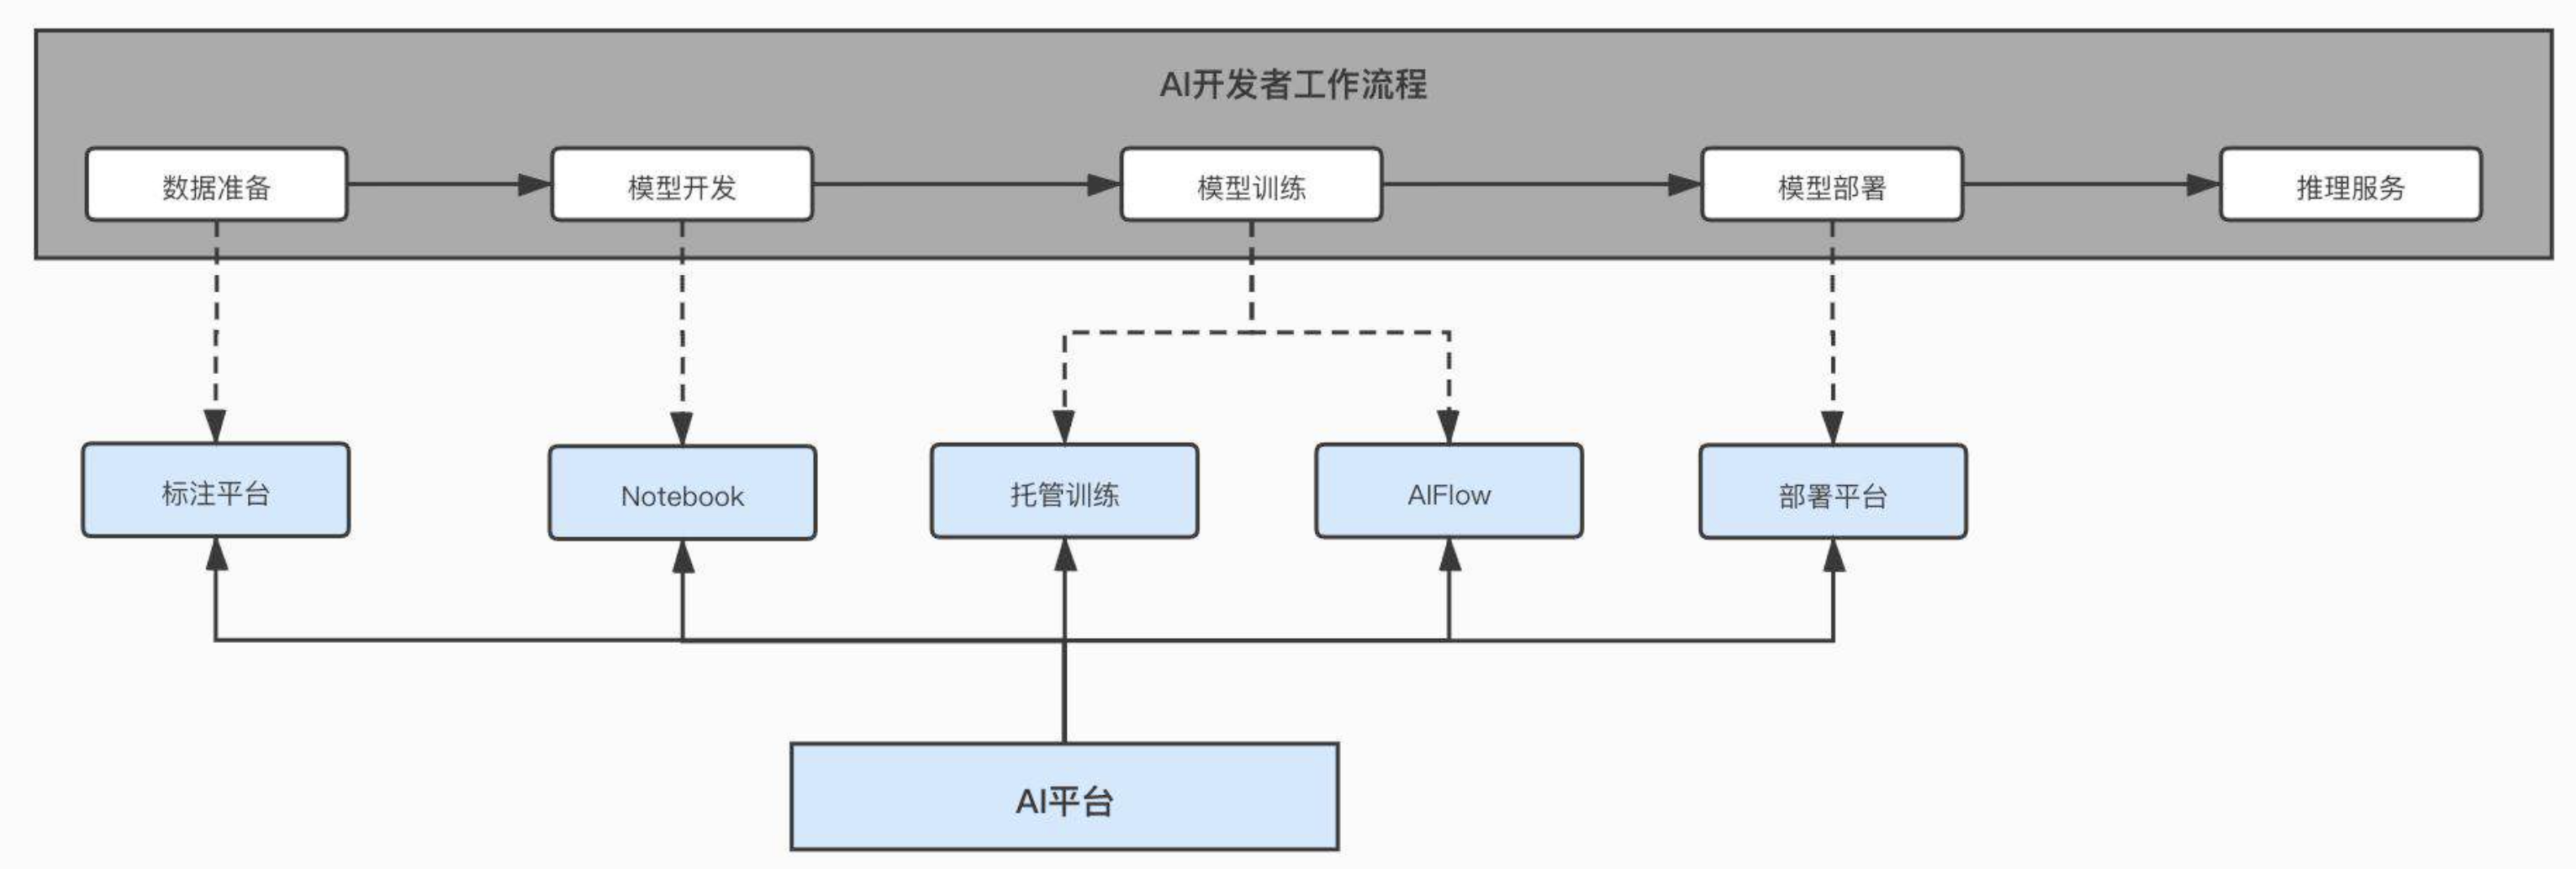 AI开发者工作流程
数据准备
模型开发
模型训练
模型部署
推理服务
标注平台
Notebook
托管训练
AIFlow
部署平台
AI平台